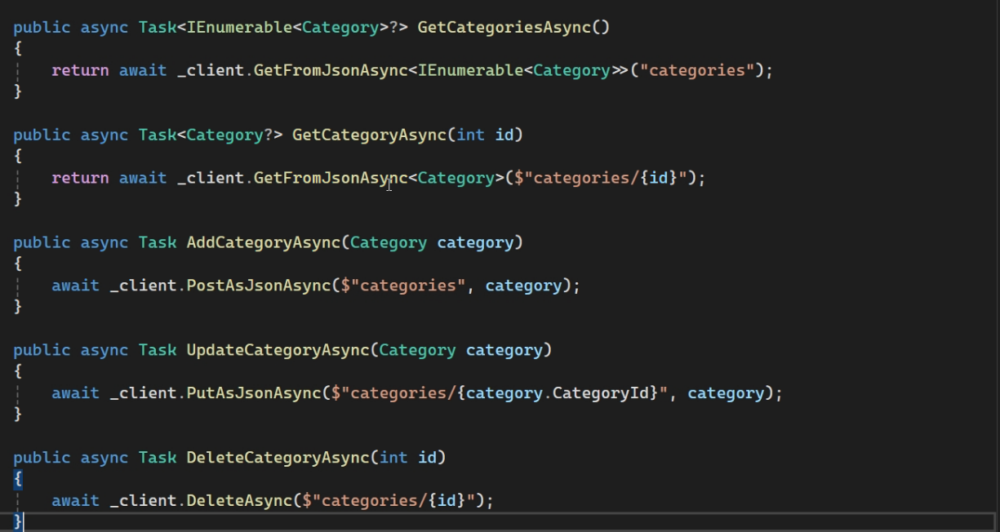 public async Task<IEnumerable<Category>?> GetCategoriesAsync()
{
    return await _client.GetFromJsonAsync<IEnumerable<Category>>("categories");
}

public async Task<Category?> GetCategoryAsync(int id)
{
    return await _client.GetFromJsonAsync<Category>($"categories/{id}");
}

public async Task AddCategoryAsync(Category category)
{
    await _client.PostAsJsonAsync($"categories", category);
}

public async Task UpdateCategoryAsync(Category category)
{
    await _client.PutAsJsonAsync($"categories/{category.CategoryId}", category);
}

public async Task DeleteCategoryAsync(int id)
{
    await _client.DeleteAsync($"categories/{id}");
}